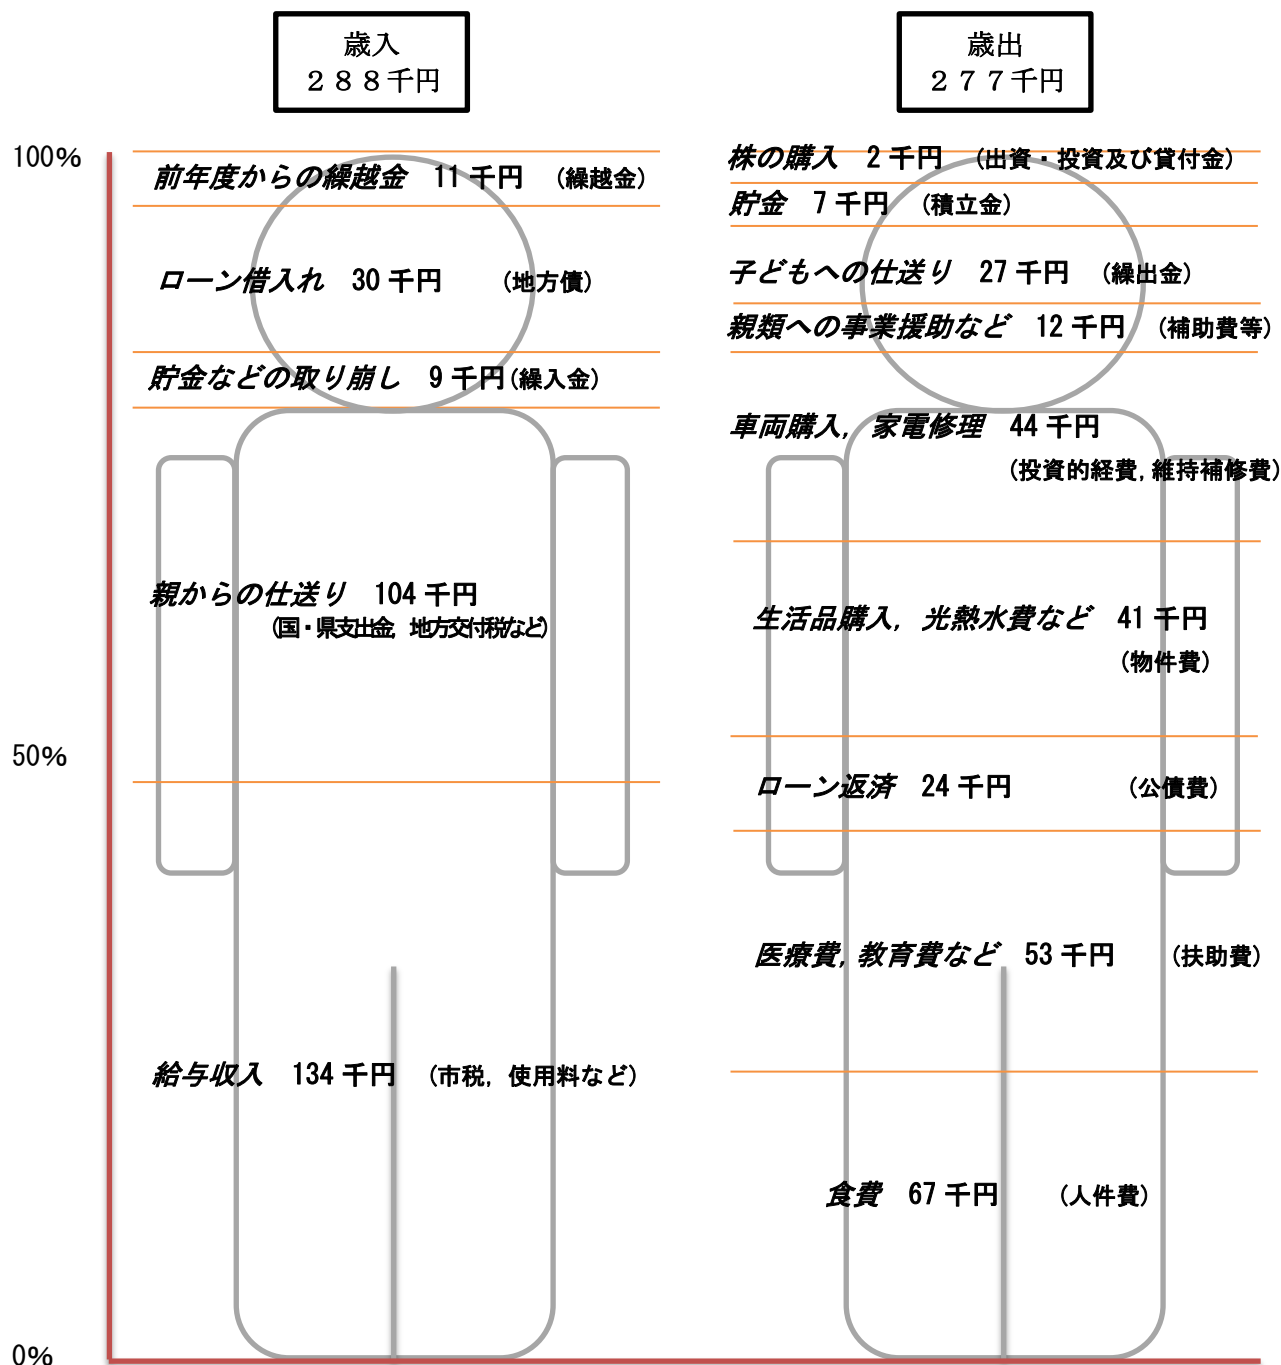 歳入
２８８千円
歳出
２７７千円
100%
50%
0%
前年度からの繰越金 11 千円 (繰越金)
ローン借入れ 30 千円 (地方債)
貯金などの取り崩し 9 千円(繰入金)
親からの仕送り 104 千円
(国・県支出金，地方交付税など)
給与収入 134 千円 (市税，使用料など)
株の購入 2 千円 (出資・投資及び貸付金)
貯金 7 千円 (積立金)
子どもへの仕送り 27 千円 (繰出金)
親類への事業援助など 12 千円 (補助費等)
車両購入，家電修理 44 千円
(投資的経費，維持補修費)
生活品購入，光熱水費など 41 千円
(物件費)
ローン返済 24 千円 (公債費)
医療費，教育費など 53 千円 (扶助費)
食費 67 千円 (人件費)